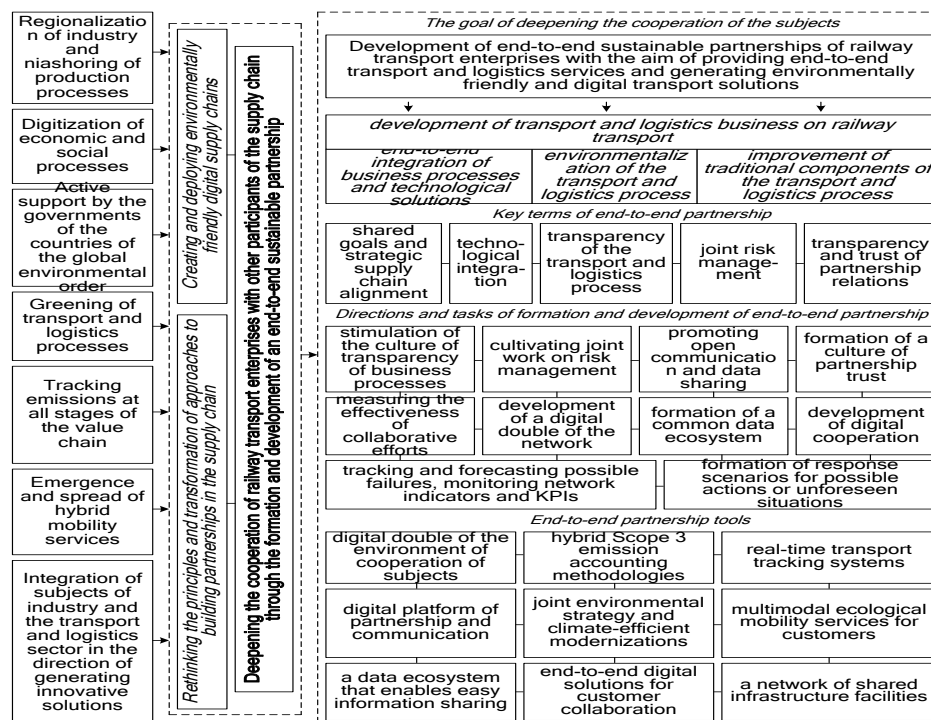 Regionalizatio
n of industry
and
niashoring of
production
processes
Digitization of
economic and
social
processes
Active
support by the
governments
of the
countries of
the global
environmental
order
Greening of
transport and
logistics
processes
Tracking
emissions at
all stages of
the value
chain
Emergence
and spread of
hybrid
mobility
services
Integration of
subjects of
industry and
the transport
and logistics
sector in the
direction of
generating
innovative
solutions
Creating and deploying environmentally
friendly digital supply chains
Rethinking the principles and transformation of approaches to
building partnerships in the supply chain
Deepening the cooperation of railway transport enterprises with other participants of the supply chain
through the formation and development of an end-to-end sustainable partnership
The goal of deepening the cooperation of the subjects
Development of end-to-end sustainable partnerships of railway
transport enterprises with the aim of providing end-to-end
transport and logistics services and generating environmentally
friendly and digital transport solutions
development of transport and logistics business on railway
transport
end-to-end
integration of
business processes
and technological
solutions
environmentaliz
ation of the
transport and
logistics process
improvement of
traditional components of
the transport and
logistics process
Key terms of end-to-end partnership
shared
goals and
strategic
supply
chain
alignment
techno-
logical
integra-
tion
transparency
of the
transport and
logistics
process
joint risk
manage-
ment
transparency
and trust of
partnership
relations
Directions and tasks of formation and development of end-to-end partnership
stimulation of
the culture of
transparency
of business
processes
cultivating joint
work on risk
management
promoting
open
communicatio
n and data
sharing
formation of a
culture of
partnership
trust
measuring the
effectiveness
of
collaborative
efforts
development
of a digital
double of the
network
formation of a
common data
ecosystem
development
of digital
cooperation
tracking and forecasting possible
failures, monitoring network
indicators and KPIs
formation of response
scenarios for possible
actions or unforeseen
situations
End-to-end partnership tools
digital double of the
environment of
cooperation of
subjects
hybrid Scope 3
emission
accounting
methodologies
real-time transport
tracking systems
digital platform of
partnership and
communication
joint environmental
strategy and
climate-efficient
modernizations
multimodal ecological
mobility services for
customers
a data ecosystem
that enables easy
information sharing
end-to-end digital
solutions for
customer
collaboration
a network of shared
infrastructure facilities